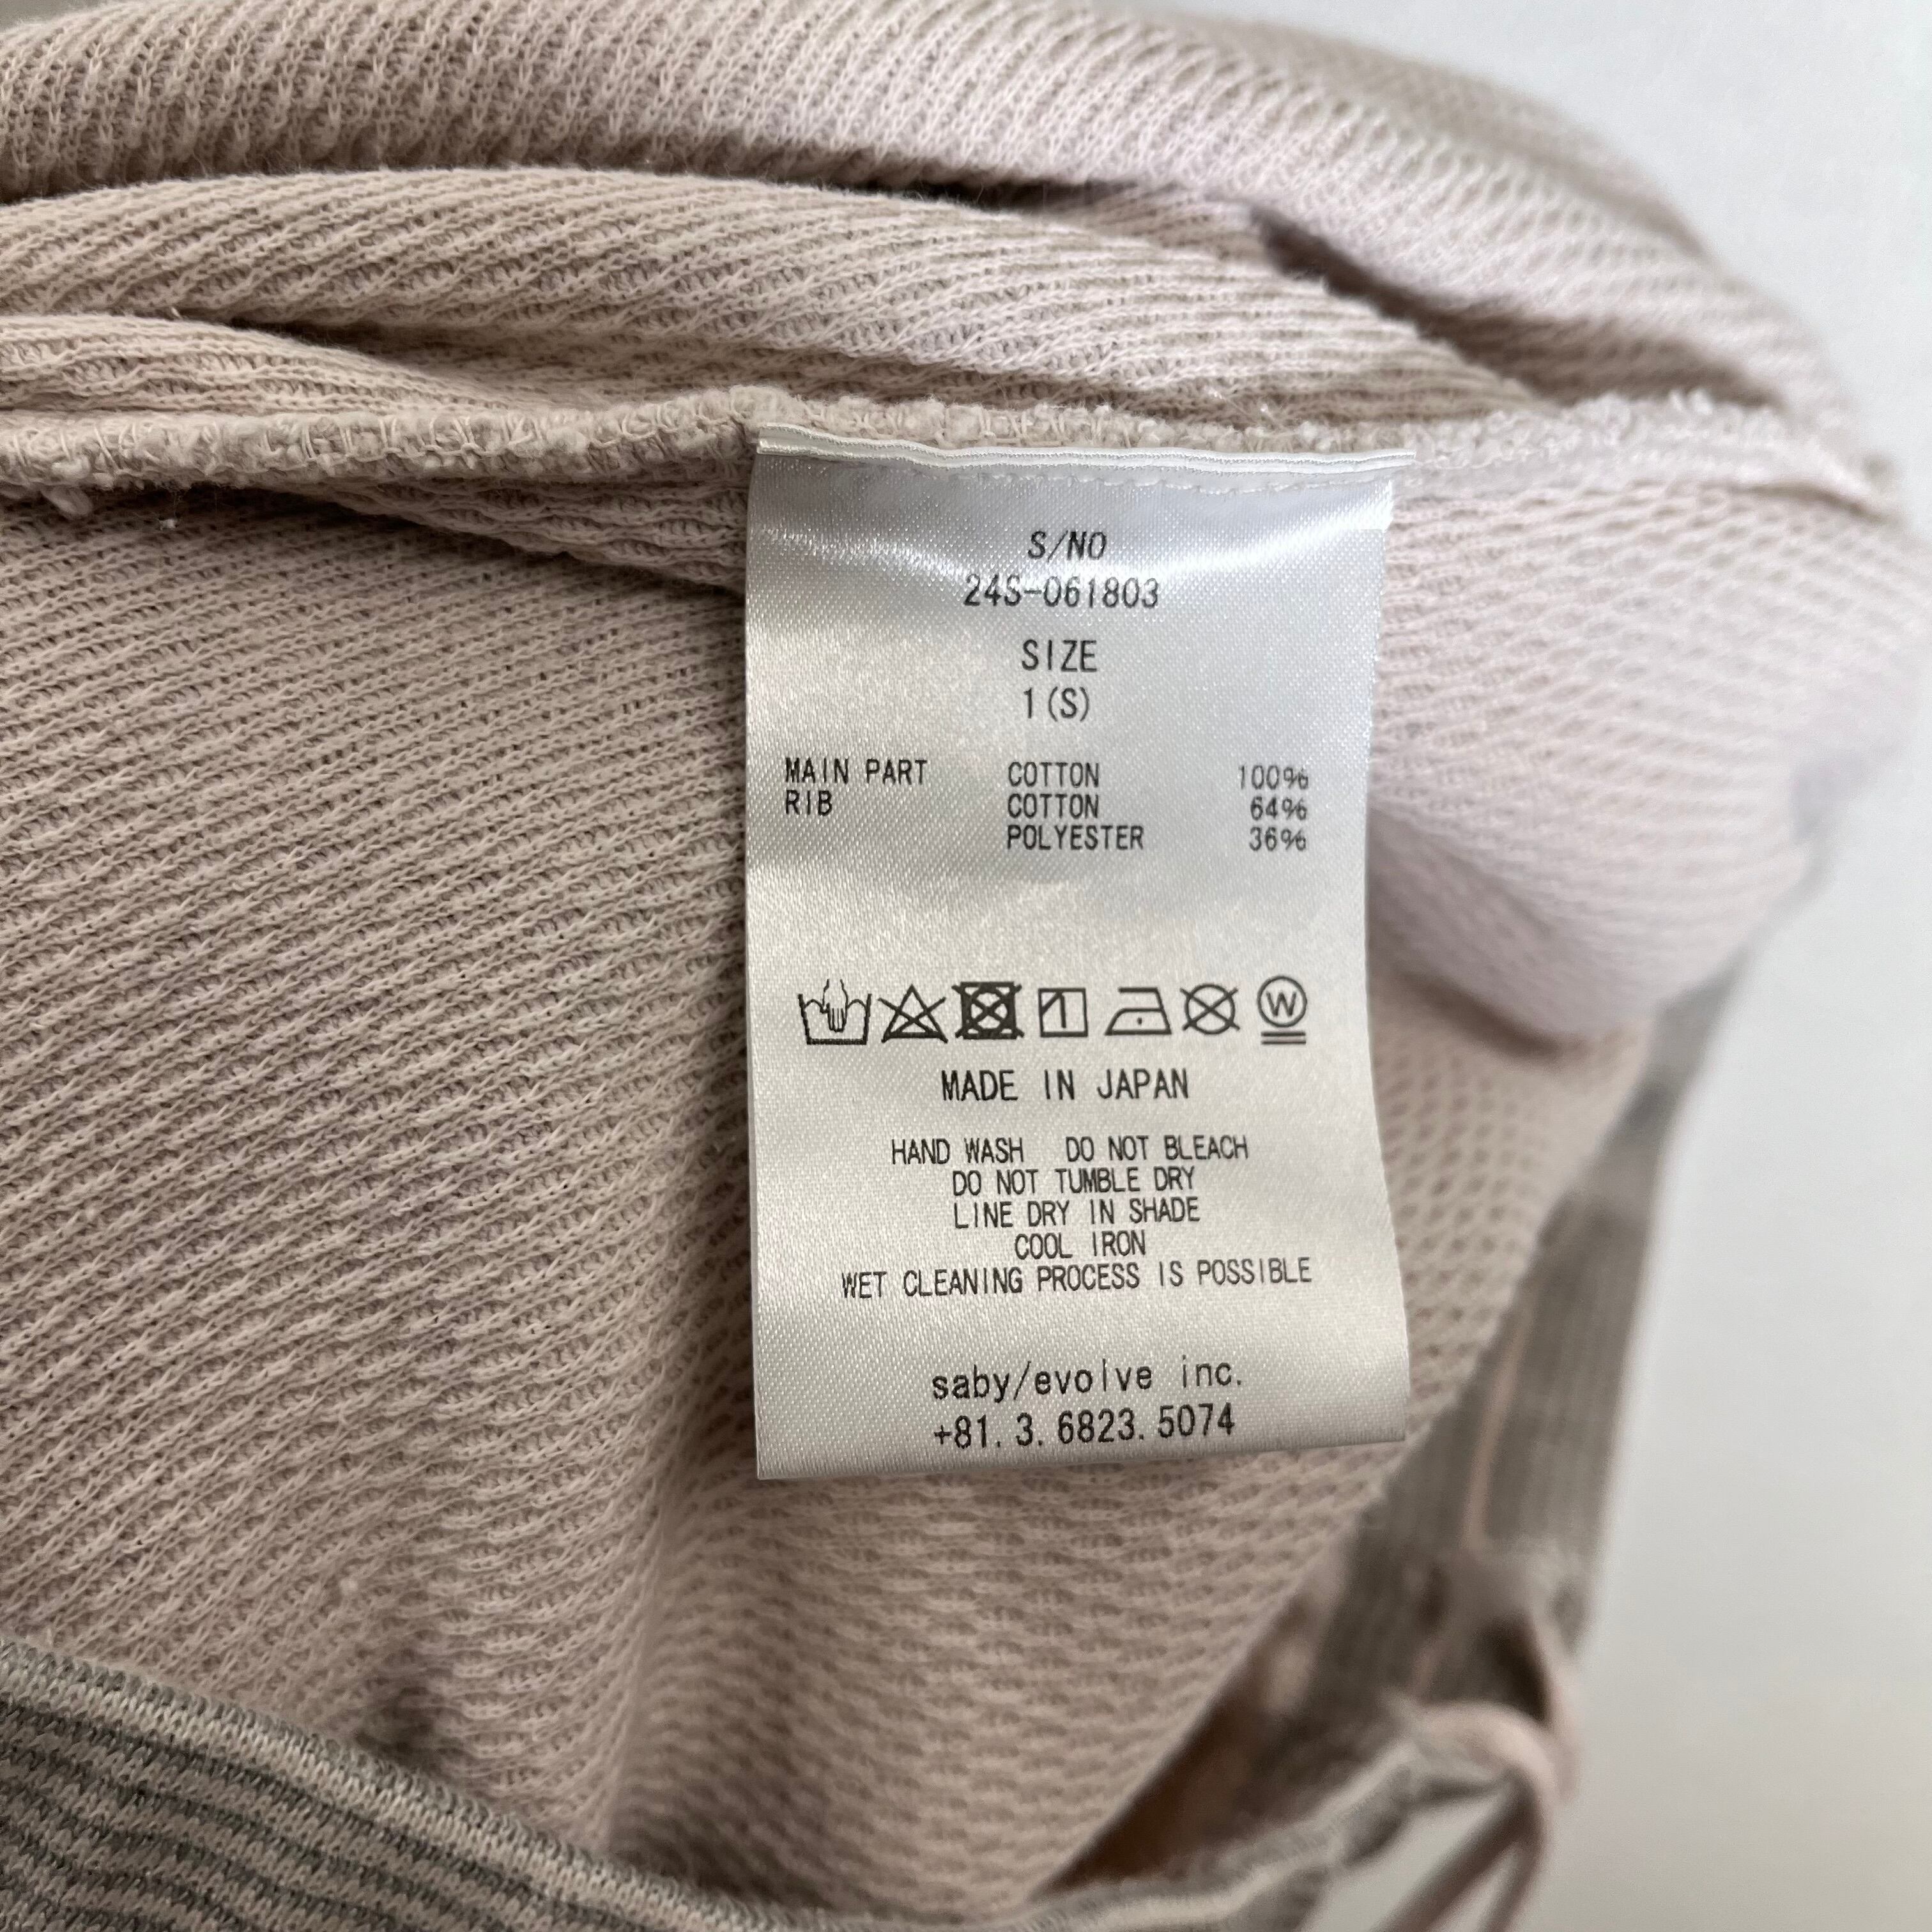 S/NO
24S-061803
SIZE
1(S)
MAIN PART COTTON 100%
RIB COTTON 64%
POLYESTER 36%
W
MADE IN JAPAN
HAND WASH DO NOT BLEACH
DO NOT TUMBLE DRY
LINE DRY IN SHADE
COOL IRON
WET CLEANING PROCESS IS POSSIBLE
saby/evolve inc.
+81.3.6823.5074